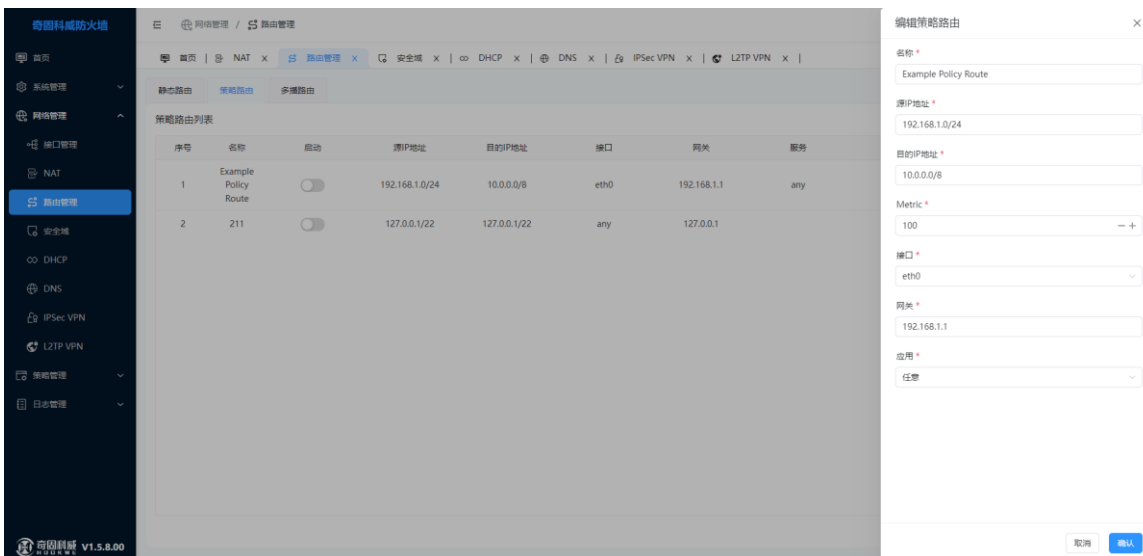 奇固科威防火墙
网络管理 / 路由管理
首页
系统管理
网络管理
接口管理
NAT
路由管理
安全域
DHCP
DNS
IPSec VPN
L2TP VPN
策略管理
日志管理
奇固科威 V1.5.8.00
首页 | NAT × | 路由管理 × 安全域 × | DHCP × | DNS × | IPSec VPN × | L2TP VPN × |
静态路由 策略路由 多播路由
策略路由列表
序号 名称 启动 源IP地址 目的IP地址 接口 网关 服务
1 Example Policy Route 192.168.1.0/24 10.0.0.0/8 eth0 192.168.1.1 any
2 211 127.0.0.1/22 127.0.0.1/22 any 127.0.0.1
编辑策略路由 ×
名称 *
Example Policy Route
源IP地址 *
192.168.1.0/24
目的IP地址 *
10.0.0.0/8
Metric *
100 − +
接口 *
eth0
网关 *
192.168.1.1
应用 *
任意
取消 确认